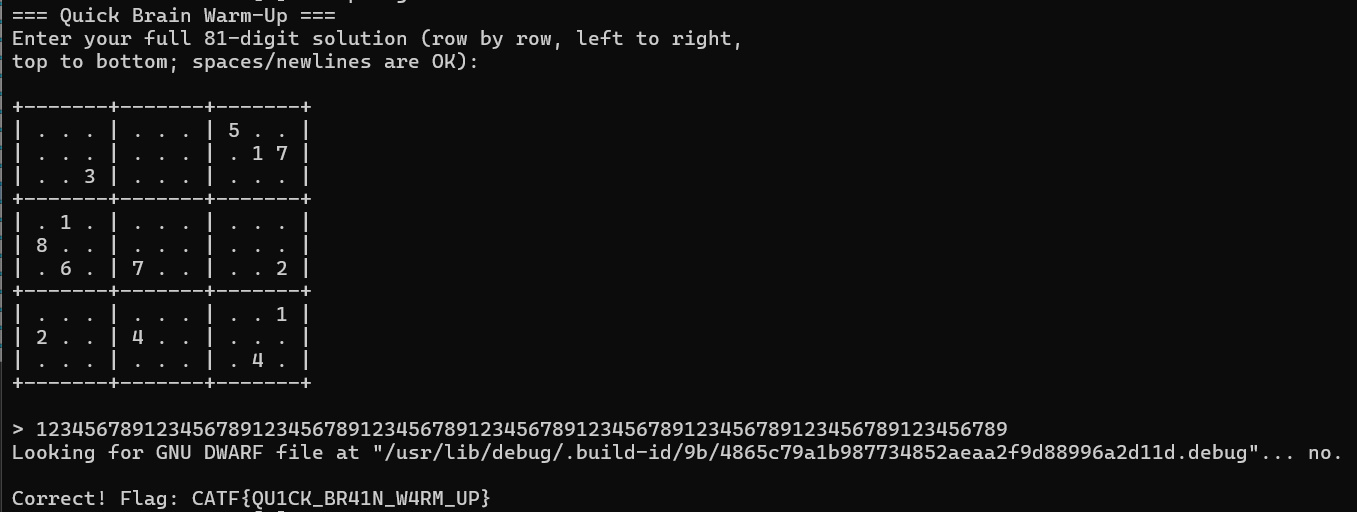 === Quick Brain Warm-Up ===
Enter your full 81-digit solution (row by row, left to right,
top to bottom; spaces/newlines are OK):
+-------+-------+-------+
| . . . | . . . | 5 . . |
| . . . | . . . | . 1 7 |
| . . 3 | . . . | . . . |
+-------+-------+-------+
| . 1 . | . . . | . . . |
| 8 . . | . . . | . . . |
| . 6 . | 7 . . | . . 2 |
+-------+-------+-------+
| . . . | . . . | . . 1 |
| 2 . . | 4 . . | . . . |
| . . . | . . . | . 4 . |
+-------+-------+-------+
> 123456789123456789123456789123456789123456789123456789123456789123456789123456789
Looking for GNU DWARF file at "/usr/lib/debug/.build-id/9b/4865c79a1b987734852aeaa2f9d88996a2d11d.debug"... no.
Correct! Flag: CATF{QU1CK_BR41N_W4RM_UP}